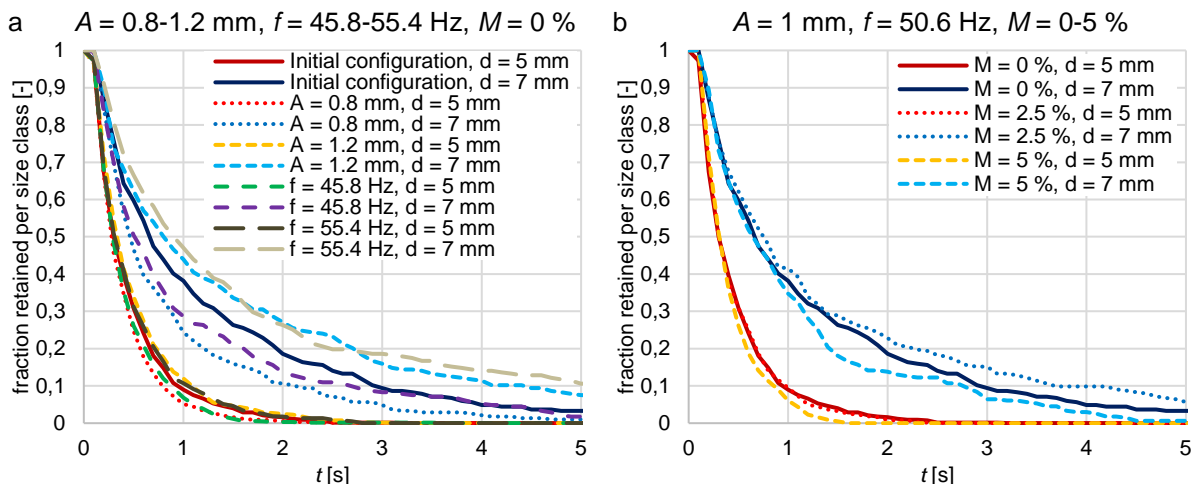 a
A = 0.8-1.2 mm, f = 45.8-55.4 Hz, M = 0 %
fraction retained per size class [-]
1
0,9
0,8
0,7
0,6
0,5
0,4
0,3
0,2
0,1
0
Initial configuration, d = 5 mm
Initial configuration, d = 7 mm
A = 0.8 mm, d = 5 mm
A = 0.8 mm, d = 7 mm
A = 1.2 mm, d = 5 mm
A = 1.2 mm, d = 7 mm
f = 45.8 Hz, d = 5 mm
f = 45.8 Hz, d = 7 mm
f = 55.4 Hz, d = 5 mm
f = 55.4 Hz, d = 7 mm
0 1 2 3 4 5
t [s]
b
A = 1 mm, f = 50.6 Hz, M = 0-5 %
fraction retained per size class [-]
1
0,9
0,8
0,7
0,6
0,5
0,4
0,3
0,2
0,1
0
M = 0 %, d = 5 mm
M = 0 %, d = 7 mm
M = 2.5 %, d = 5 mm
M = 2.5 %, d = 7 mm
M = 5 %, d = 5 mm
M = 5 %, d = 7 mm
0 1 2 3 4 5
t [s]